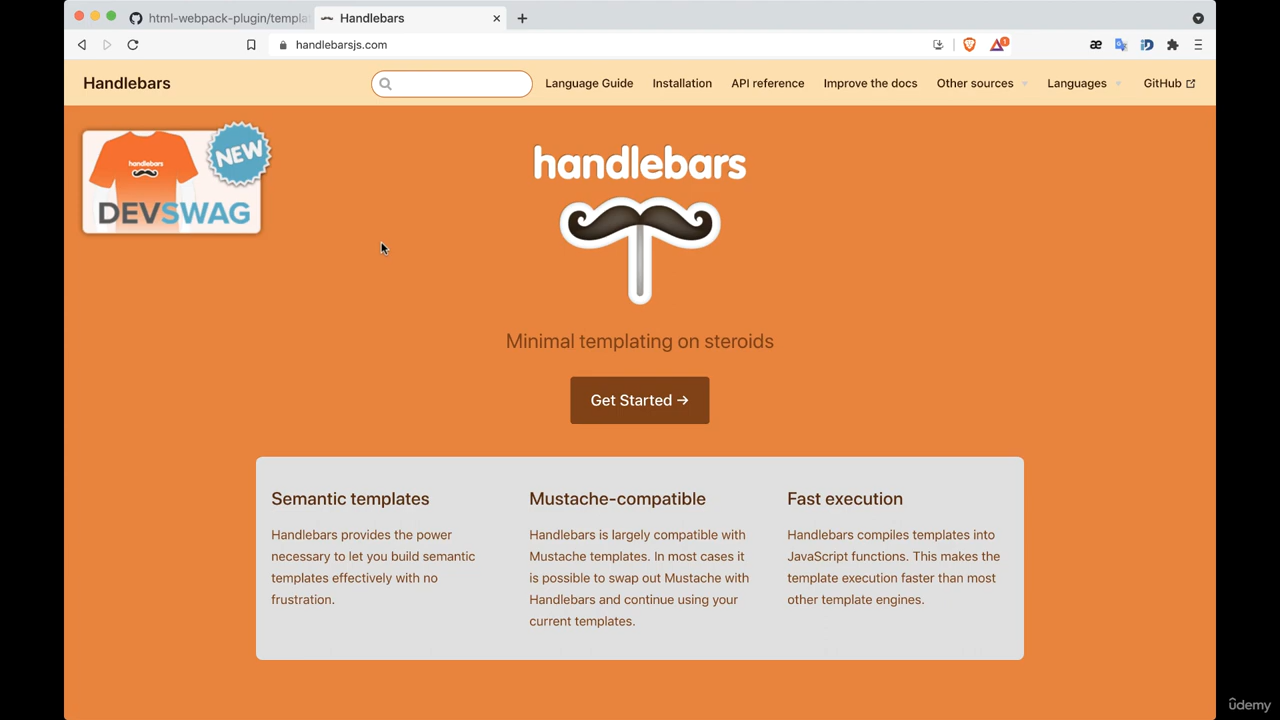 html-webpack-plugin/templa
Handlebars
handlebarsjs.com
1
Handlebars
Language Guide
Installation
API reference
Improve the docs
Other sources
Languages
GitHub
handlebars
NEW
DEVSWAG
handlebars
Minimal templating on steroids
Get Started →
Semantic templates
Handlebars provides the power
necessary to let you build semantic
templates effectively with no
frustration.
Mustache-compatible
Handlebars is largely compatible with
Mustache templates. In most cases it
is possible to swap out Mustache with
Handlebars and continue using your
current templates.
Fast execution
Handlebars compiles templates into
JavaScript functions. This makes the
template execution faster than most
other template engines.
ûdemy